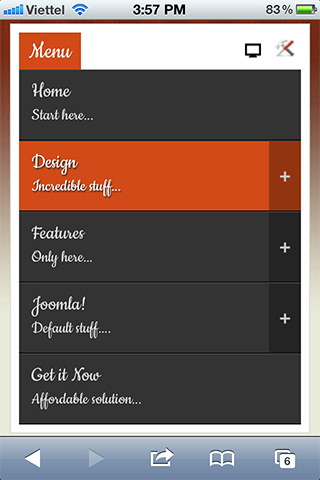 Viettel 3:57 PM 83%
Menu
Home
Start here...
Design
Incredible stuff...
+
Features
Only here...
+
Joomla!
Default stuff....
+
Get it Now
Affordable solution...
6